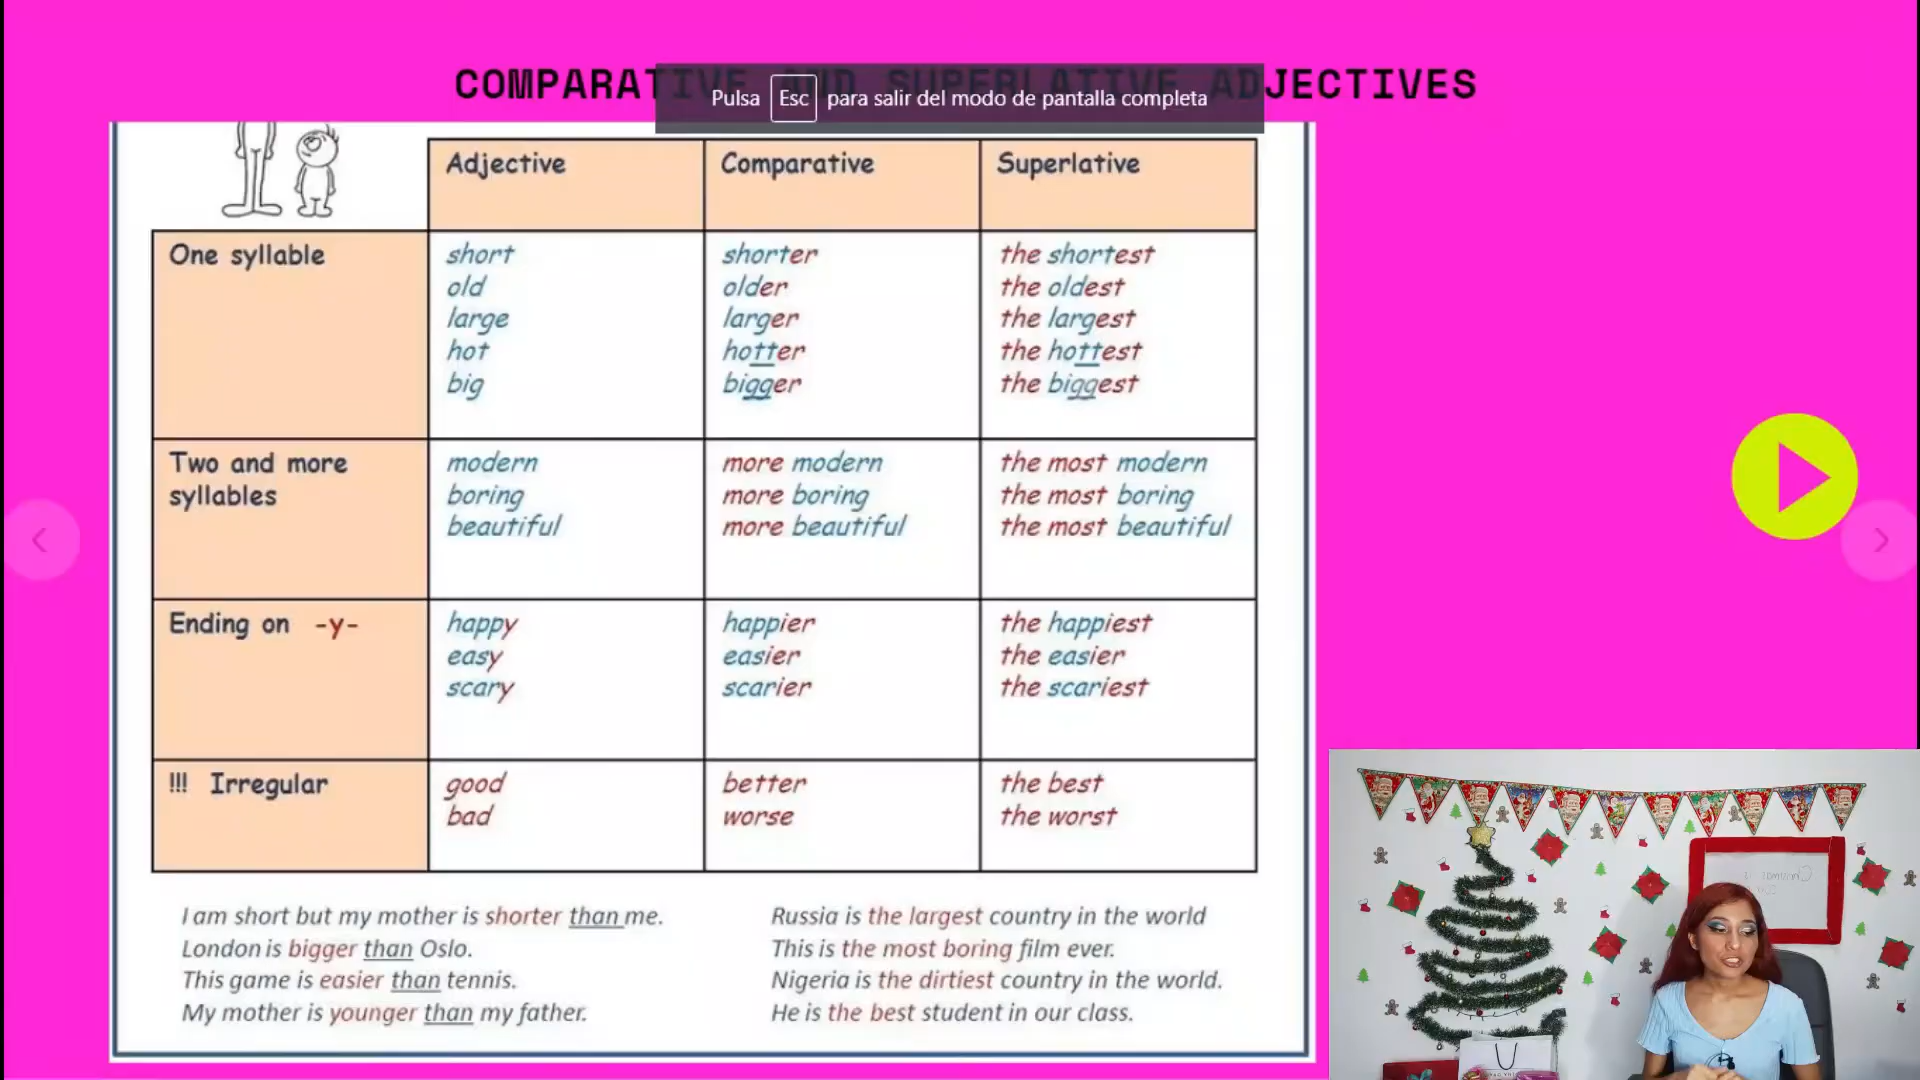 COMPARATIVE AND SUPERLATIVE ADJECTIVES
Pulsa Esc para salir del modo de pantalla completa
Adjective Comparative Superlative
One syllable
short shorter the shortest
old older the oldest
large larger the largest
hot hotter the hottest
big bigger the biggest
Two and more
syllables
modern more modern the most modern
boring more boring the most boring
beautiful more beautiful the most beautiful
Ending on -y-
happy happier the happiest
easy easier the easier
scary scarier the scariest
!!! Irregular
good better the best
bad worse the worst
I am short but my mother is shorter than me.
London is bigger than Oslo.
This game is easier than tennis.
My mother is younger than my father.
Russia is the largest country in the world
This is the most boring film ever.
Nigeria is the dirtiest country in the world.
He is the best student in our class.